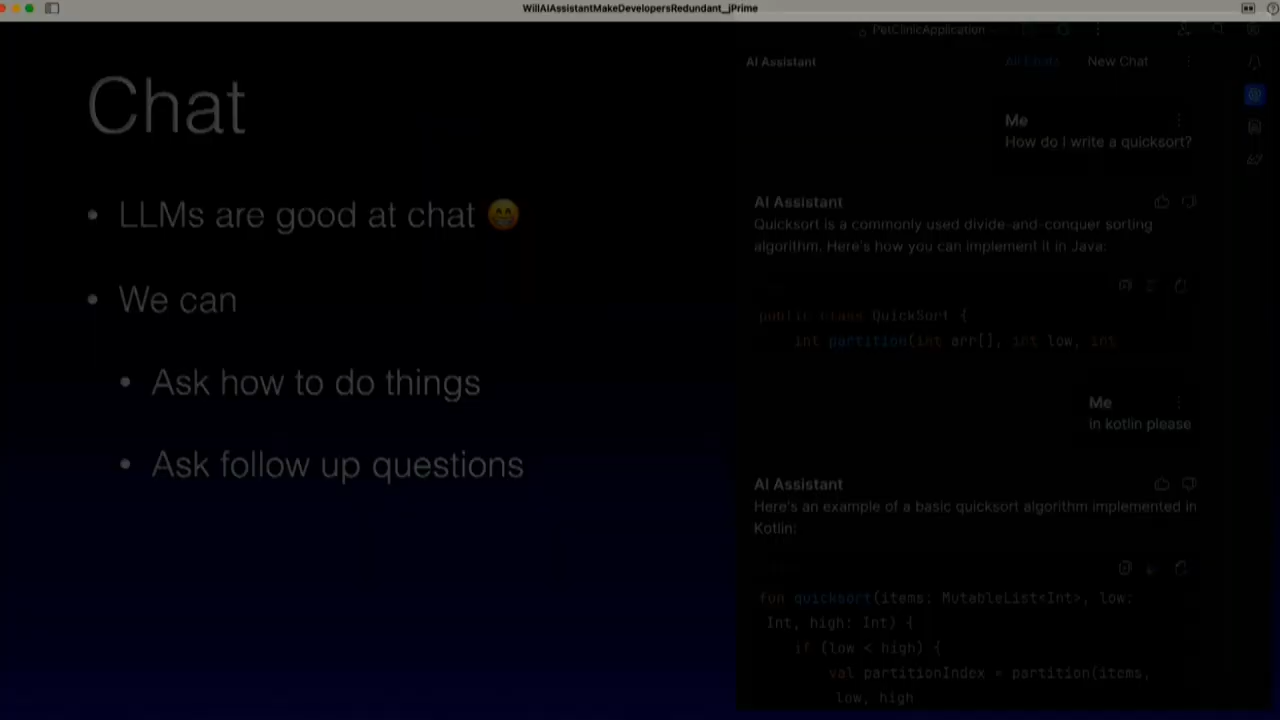 WillAIAssistantMakeDevelopersRedundant_jPrime
PetClinicApplication
AI Assistant
All Chats
New Chat
Chat
• LLMs are good at chat 😁
• We can
• Ask how to do things
• Ask follow up questions
Me
How do I write a quicksort?
AI Assistant
Quicksort is a commonly used divide-and-conquer sorting
algorithm. Here's how you can implement it in Java:
public class QuickSort {
int partition(int arr[], int low, int
Me
in kotlin please
AI Assistant
Here's an example of a basic quicksort algorithm implemented in
Kotlin:
fun quicksort(items: MutableList<Int>, low:
Int, high: Int) {
if (low < high) {
val partitionIndex = partition(items,
low, high